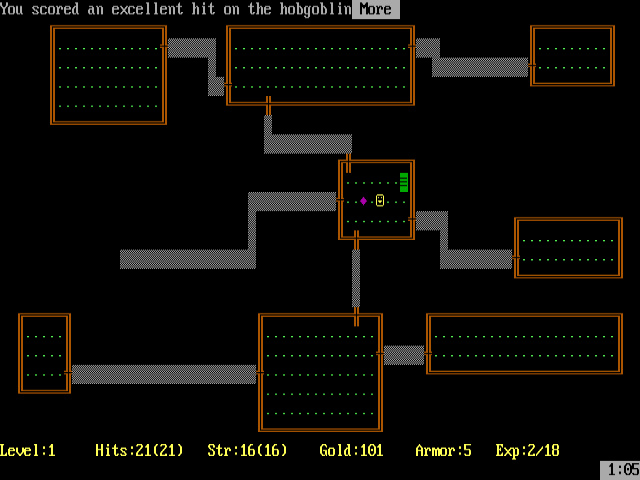 You scored an excellent hit on the hobgoblin More
Level:1 Hits:21(21) Str:16(16) Gold:101 Armor:5 Exp:2/18
1:05